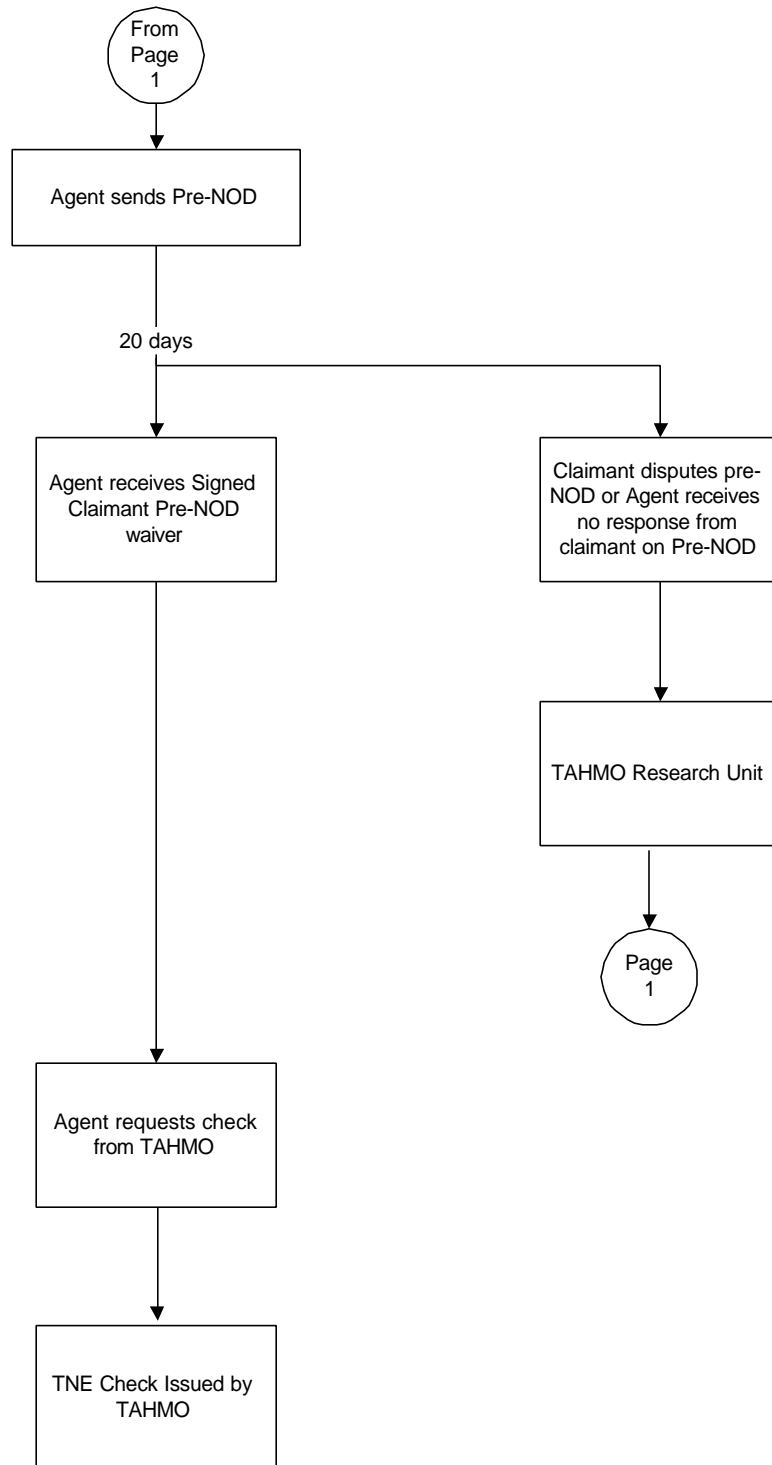 From
Page
1
Agent sends Pre-NOD
20 days
Agent receives Signed
Claimant Pre-NOD
waiver
Claimant disputes pre-
NOD or Agent receives
no response from
claimant on Pre-NOD
TAHMO Research Unit
Page
1
Agent requests check
from TAHMO
TNE Check Issued by
TAHMO